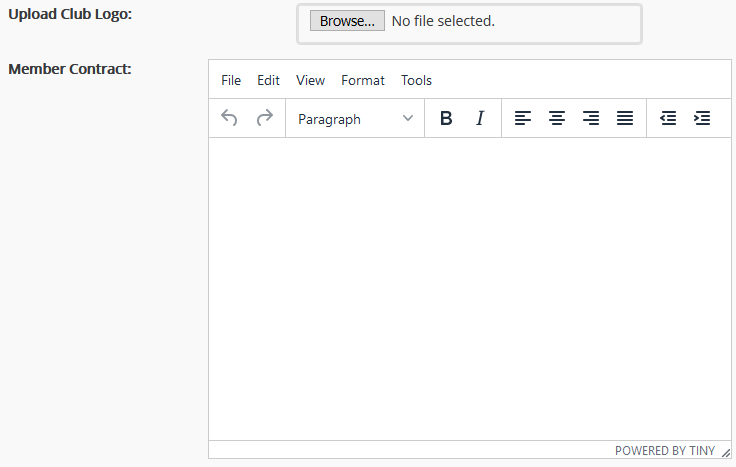 Upload Club Logo:
Browse... No file selected.
Member Contract:
File Edit View Format Tools
Paragraph B I
POWERED BY TINY